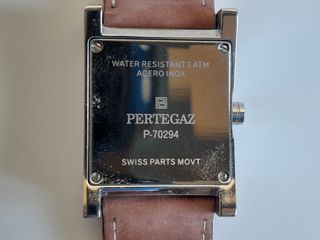 WATER RESISTANT 3 ATM
ACERO INOX
PERTEGAZ
P-70294
SWISS PARTS MOVT